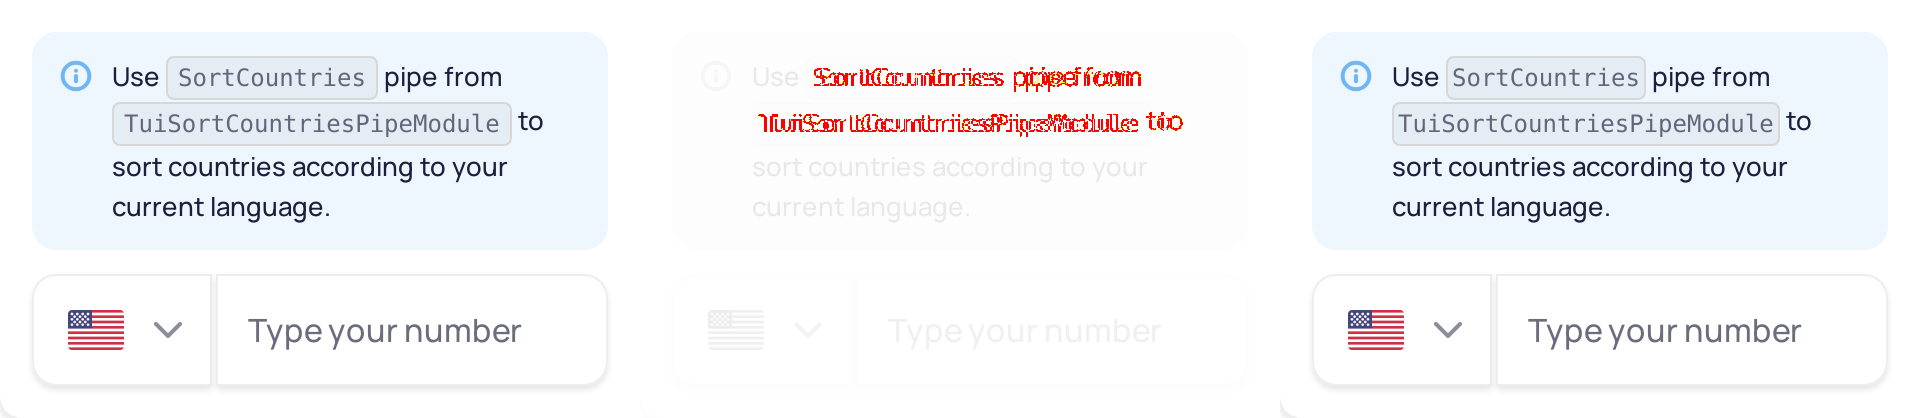 Use SortCountries pipe from
TuiSortCountriesPipeModule to
sort countries according to your
current language.
Type your number
Use SortCountries pipe from
TuiSortCountriesPipeModule to
sort countries according to your
current language.
Type your number
Use SortCountries pipe from
TuiSortCountriesPipeModule to
sort countries according to your
current language.
Type your number